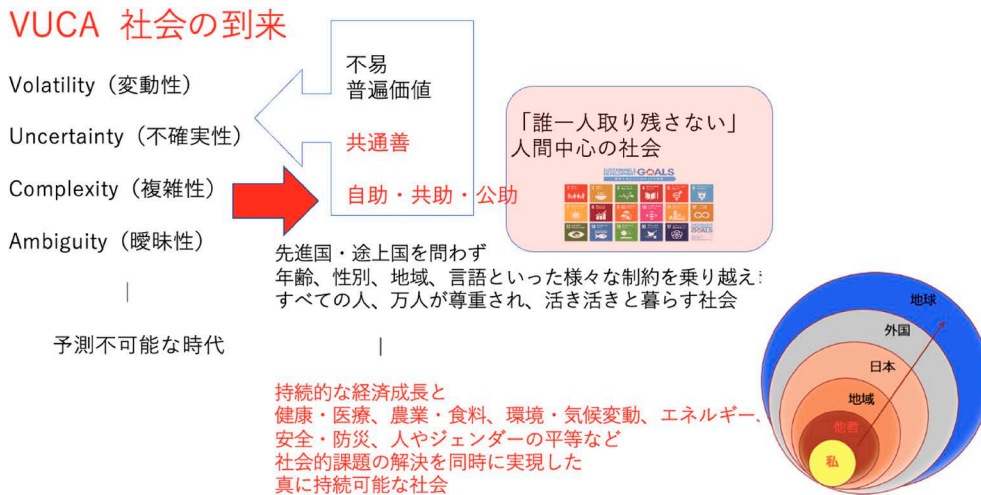 VUCA 社会の到来
Volatility（変動性）
Uncertainty（不確実性）
Complexity（複雑性）
Ambiguity（曖昧性）
｜
予測不可能な時代
不易
普遍価値
共通善
自助・共助・公助
「誰一人取り残さない」
人間中心の社会
SUSTAINABLE
DEVELOPMENT GOALS
先進国・途上国を問わず
年齢、性別、地域、言語といった様々な制約を乗り越え
すべての人、万人が尊重され、活き活きと暮らす社会
｜
持続的な経済成長と
健康・医療、農業・食料、環境・気候変動、エネルギー、
安全・防災、人やジェンダーの平等など
社会的課題の解決を同時に実現した
真に持続可能な社会
地球
外国
日本
地域
他者
私